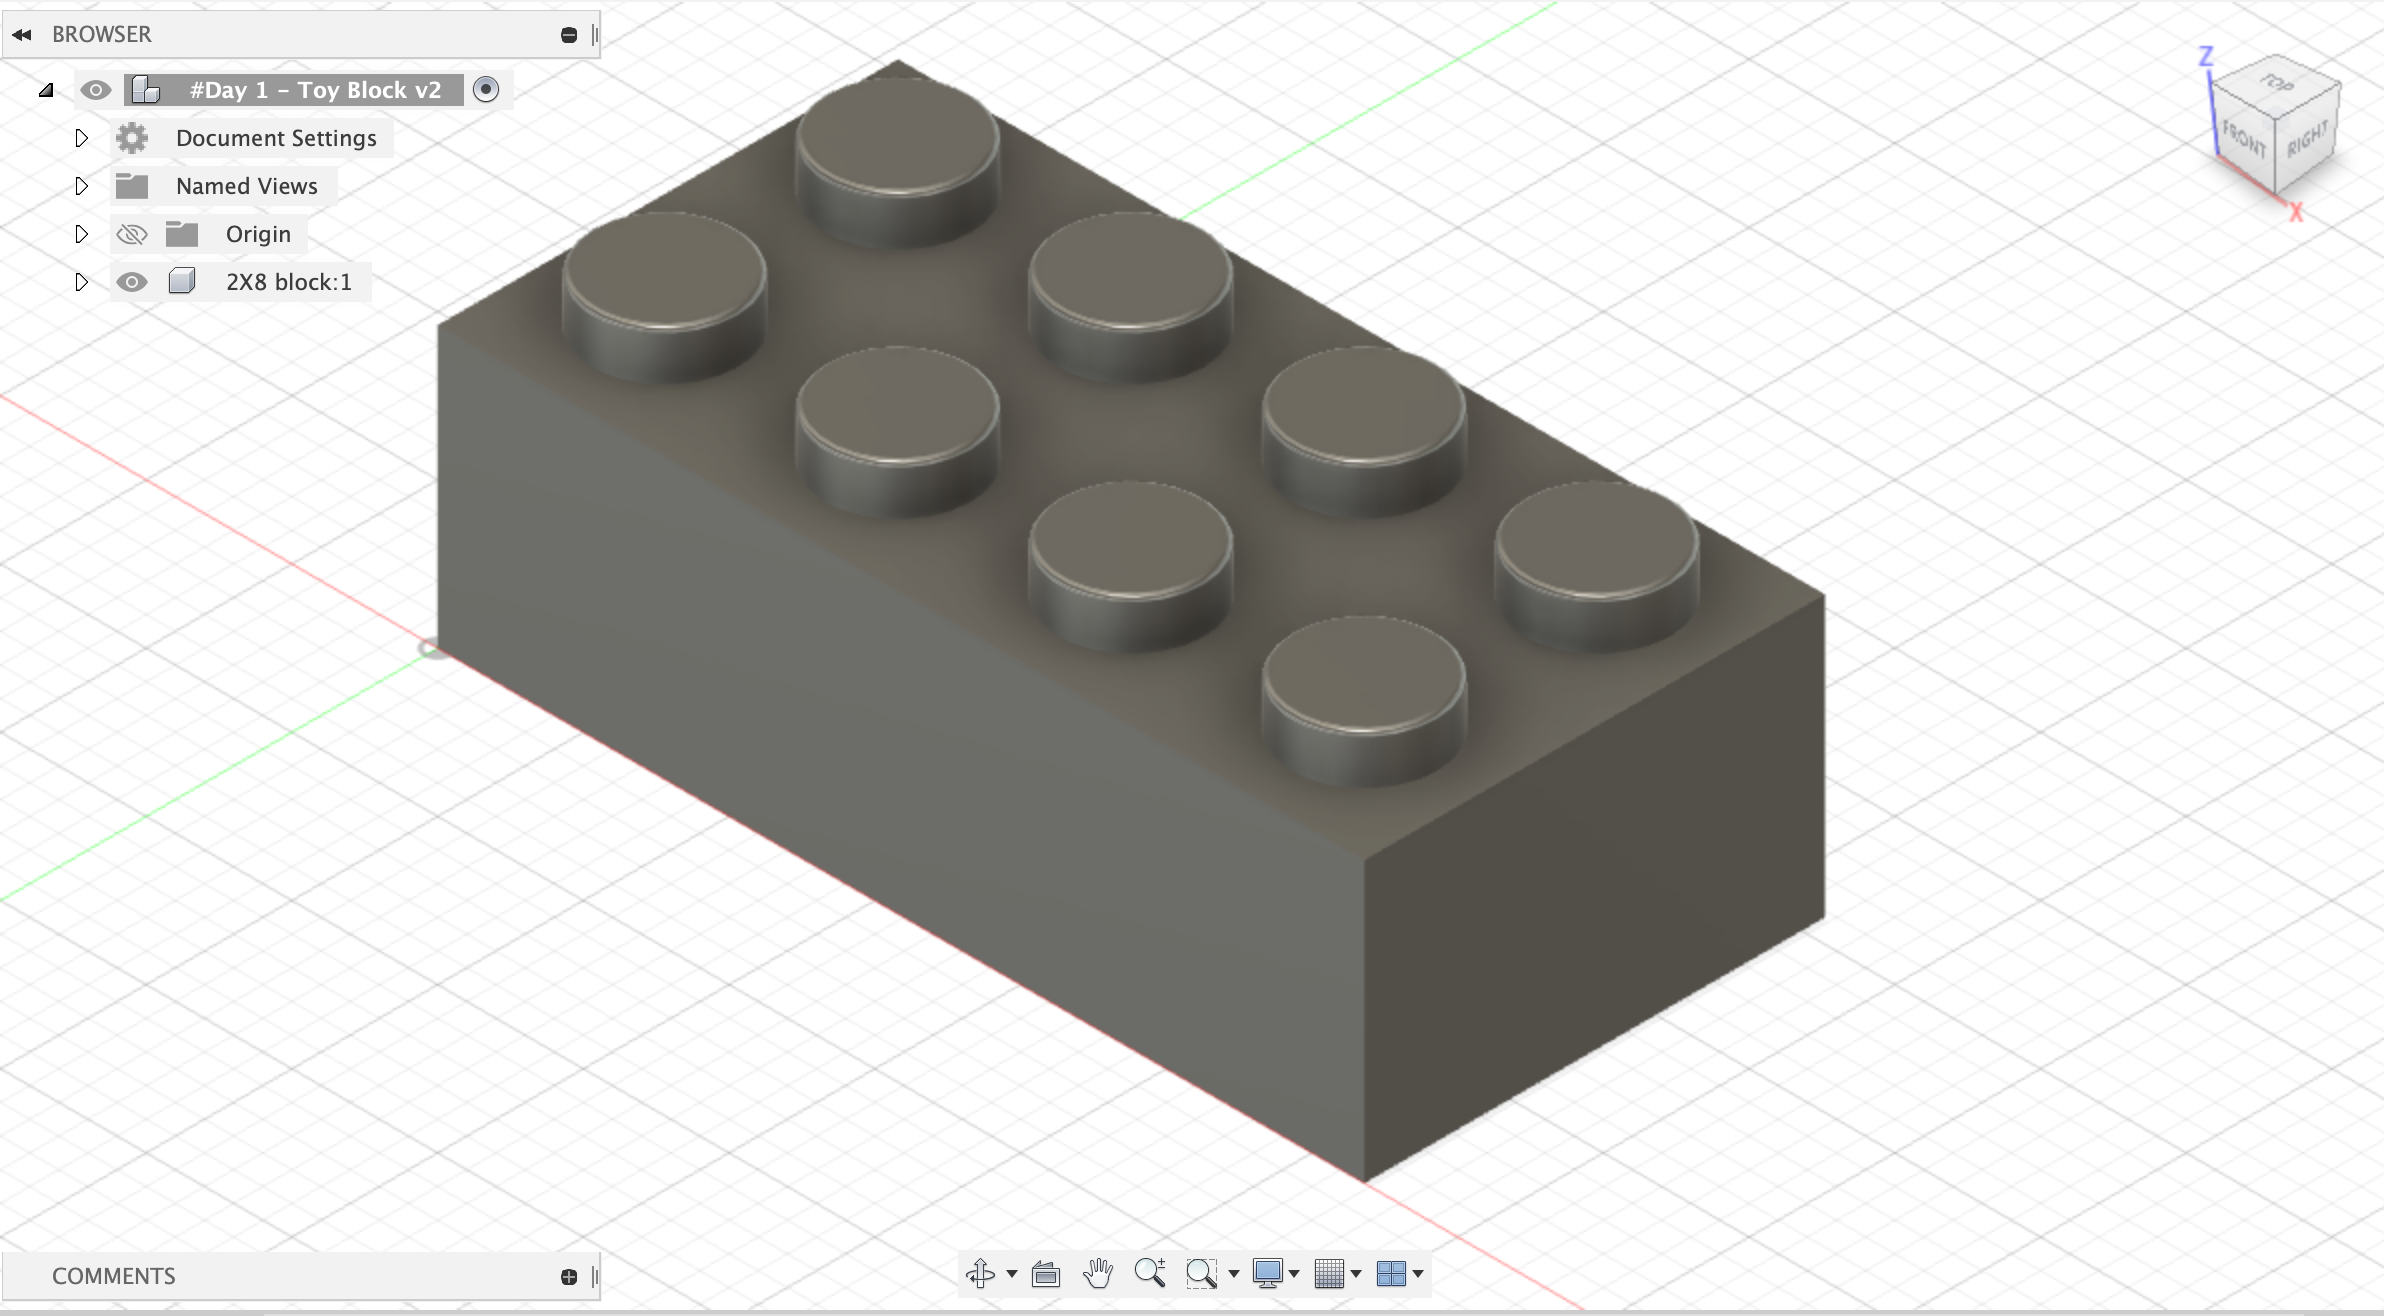 BROWSER
#Day 1 - Toy Block v2
Document Settings
Named Views
Origin
2X8 block:1
Z
TOP
FRONT
RIGHT
X
COMMENTS